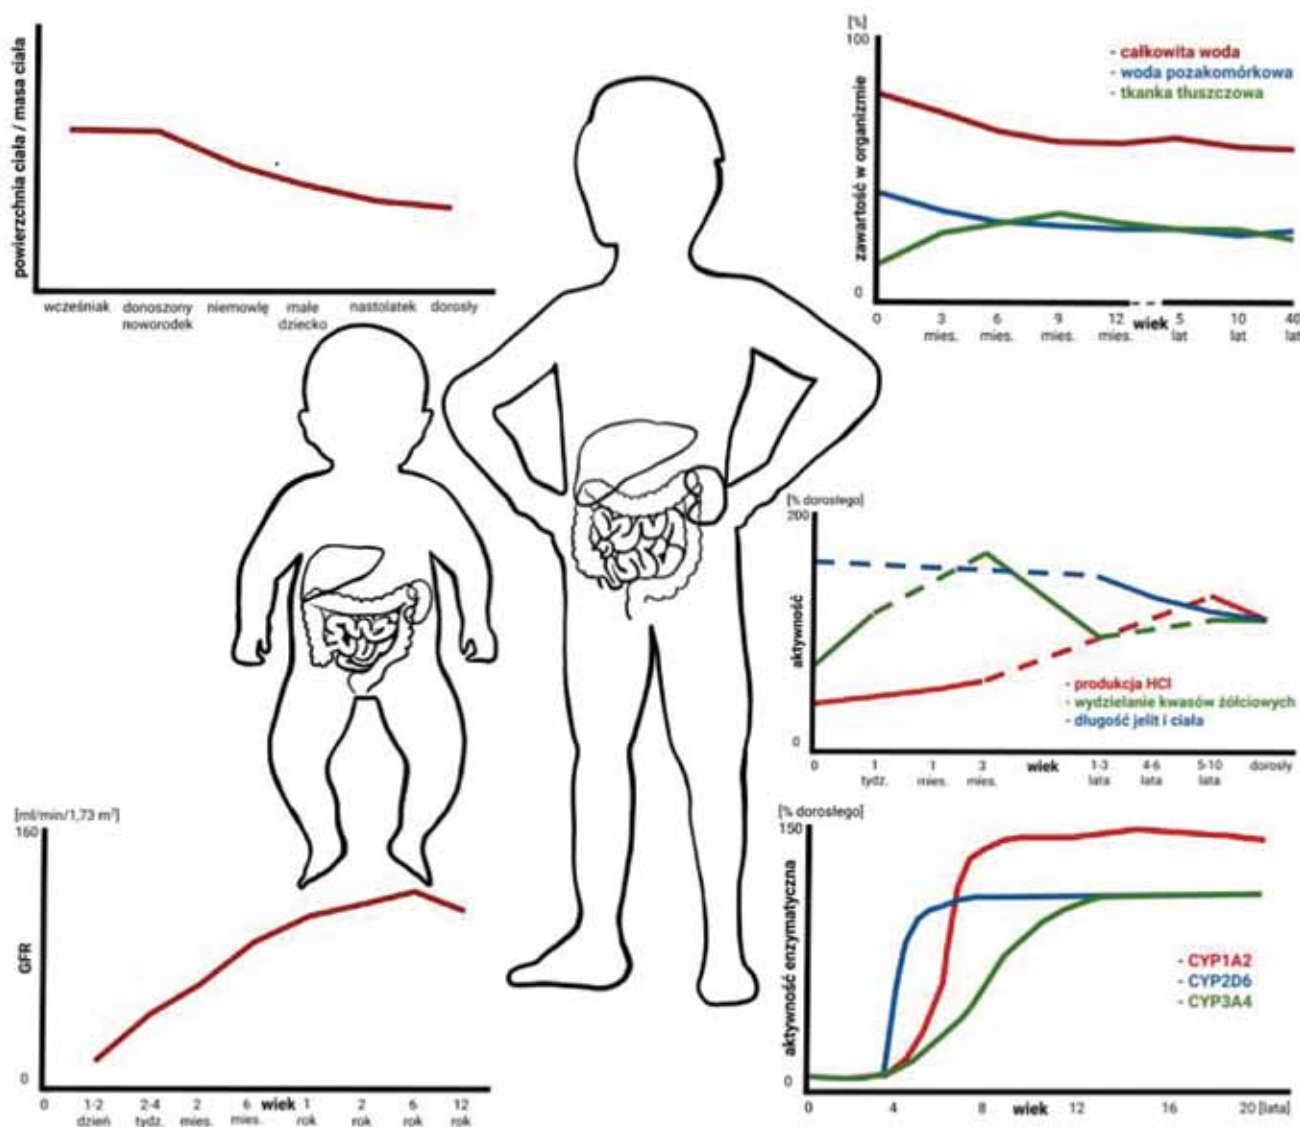 powierzchnia ciała / masa ciała
wcześniak
donoszony
noworodek
niemowlę
małe
dziecko
nastolatek
dorosły
[%]
100
zawartość w organizmie
0
- całkowita woda
- woda pozakomórkowa
- tkanka tłuszczowa
0
3
mies.
6
mies.
9
mies.
12
mies.
wiek
5
lat
10
lat
40
lat
[% dorosłego]
200
aktywność
0
- produkcja HCl
- wydzielanie kwasów żółciowych
- długość jelit i ciała
0
1
tydz.
1
mies.
3
mies.
wiek
1-3
lata
4-6
lata
5-10
lata
dorosły
[ml/min/1,73 m²]
160
GFR
0
0
1-2
dzień
2-4
tydz.
2
mies.
6
mies.
wiek
1
rok
2
rok
6
rok
12
rok
[% dorosłego]
150
aktywność enzymatyczna
0
- CYP1A2
- CYP2D6
- CYP3A4
0
4
8
wiek
12
16
20 [lata]